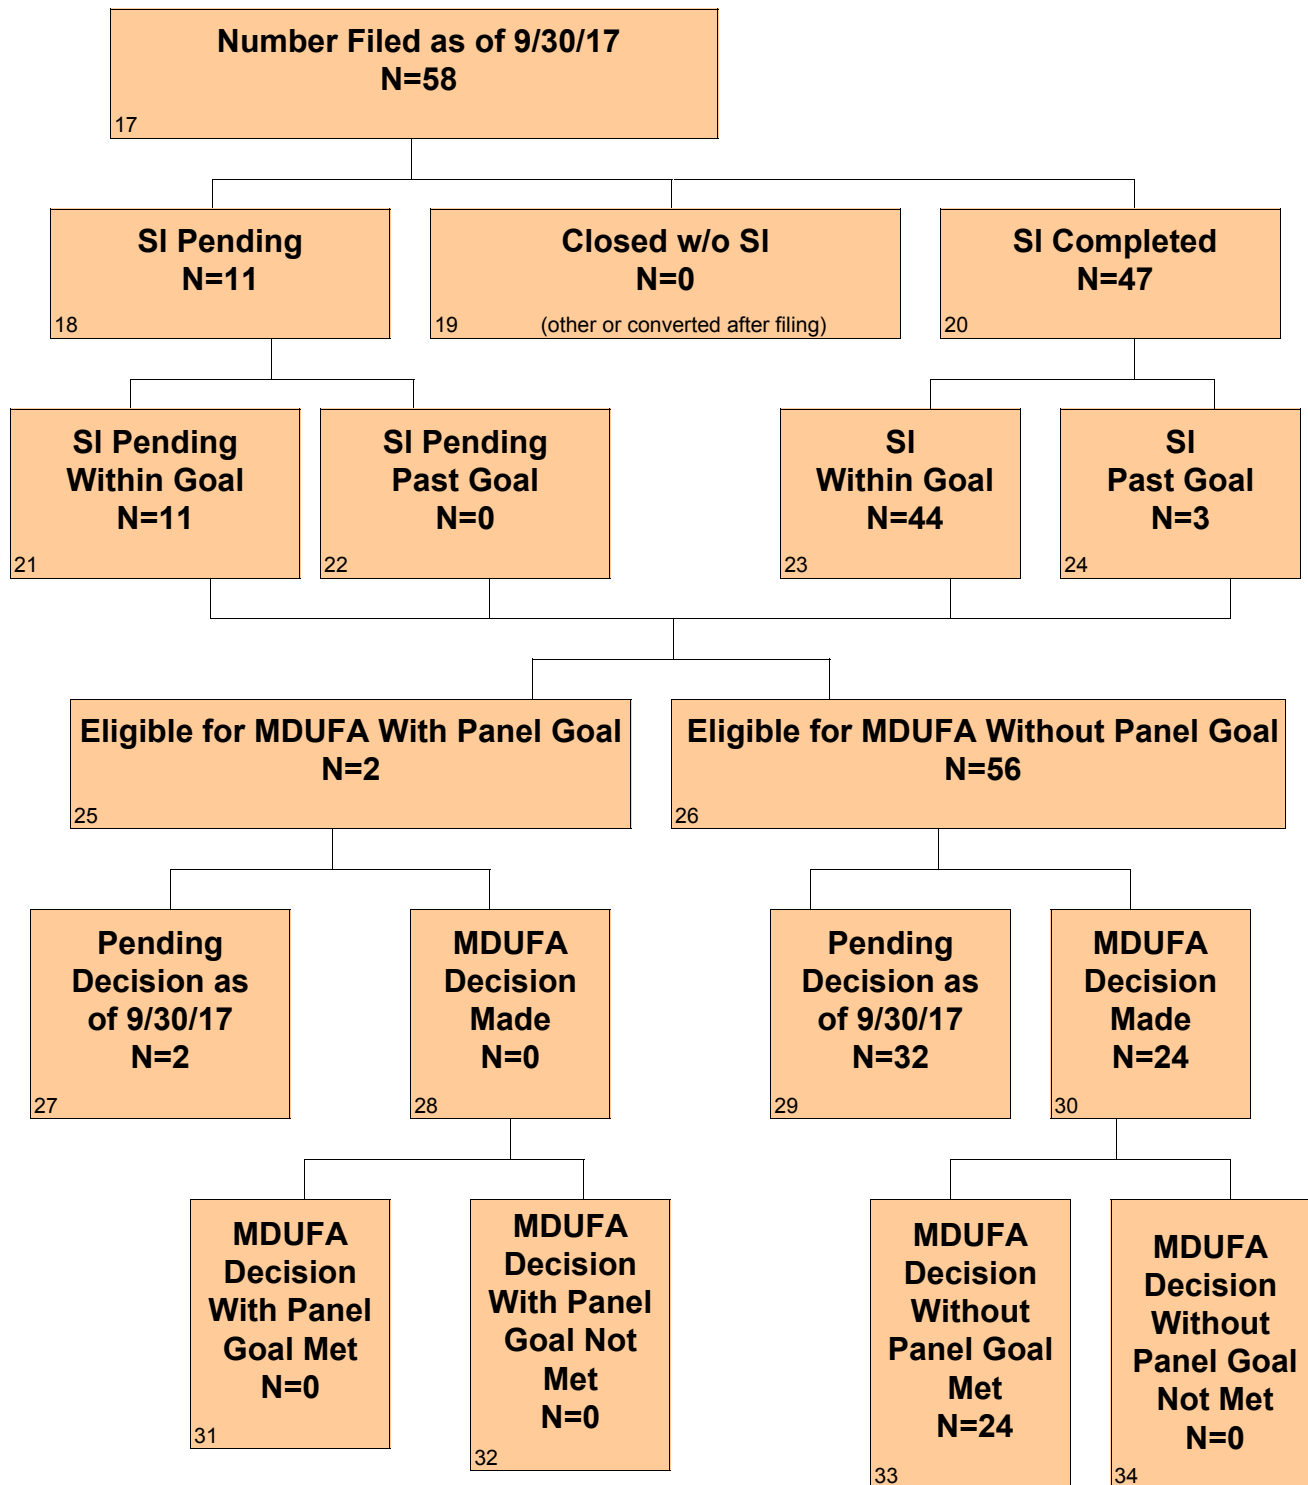 Number Filed as of 9/30/17
N=58
17
SI Pending
N=11
18
Closed w/o SI
N=0
19
(other or converted after filing)
SI Completed
N=47
20
SI Pending
Within Goal
N=11
21
SI Pending
Past Goal
N=0
22
SI
Within Goal
N=44
23
SI
Past Goal
N=3
24
Eligible for MDUFA With Panel Goal
N=2
25
Eligible for MDUFA Without Panel Goal
N=56
26
Pending
Decision as
of 9/30/17
N=2
27
MDUFA
Decision
Made
N=0
28
Pending
Decision as
of 9/30/17
N=32
29
MDUFA
Decision
Made
N=24
30
MDUFA
Decision
With Panel
Goal Met
N=0
31
MDUFA
Decision
With Panel
Goal Not
Met
N=0
32
MDUFA
Decision
Without
Panel Goal
Met
N=24
33
MDUFA
Decision
Without
Panel Goal
Not Met
N=0
34